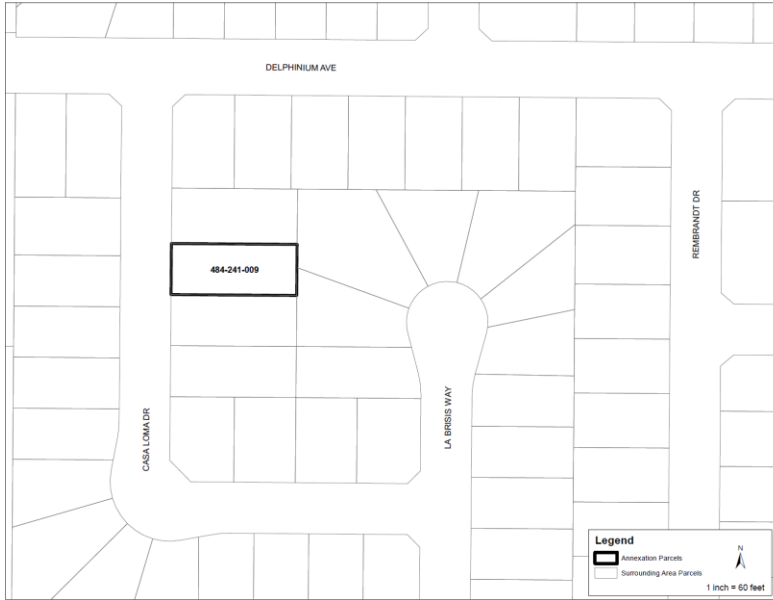 DELPHINIUM AVE
REMBRANDT DR
484-241-009
CASA LOMA DR
LA BRISIS WAY
Legend
Annexation Parcels
Surrounding Area Parcels
N
1 inch = 60 feet